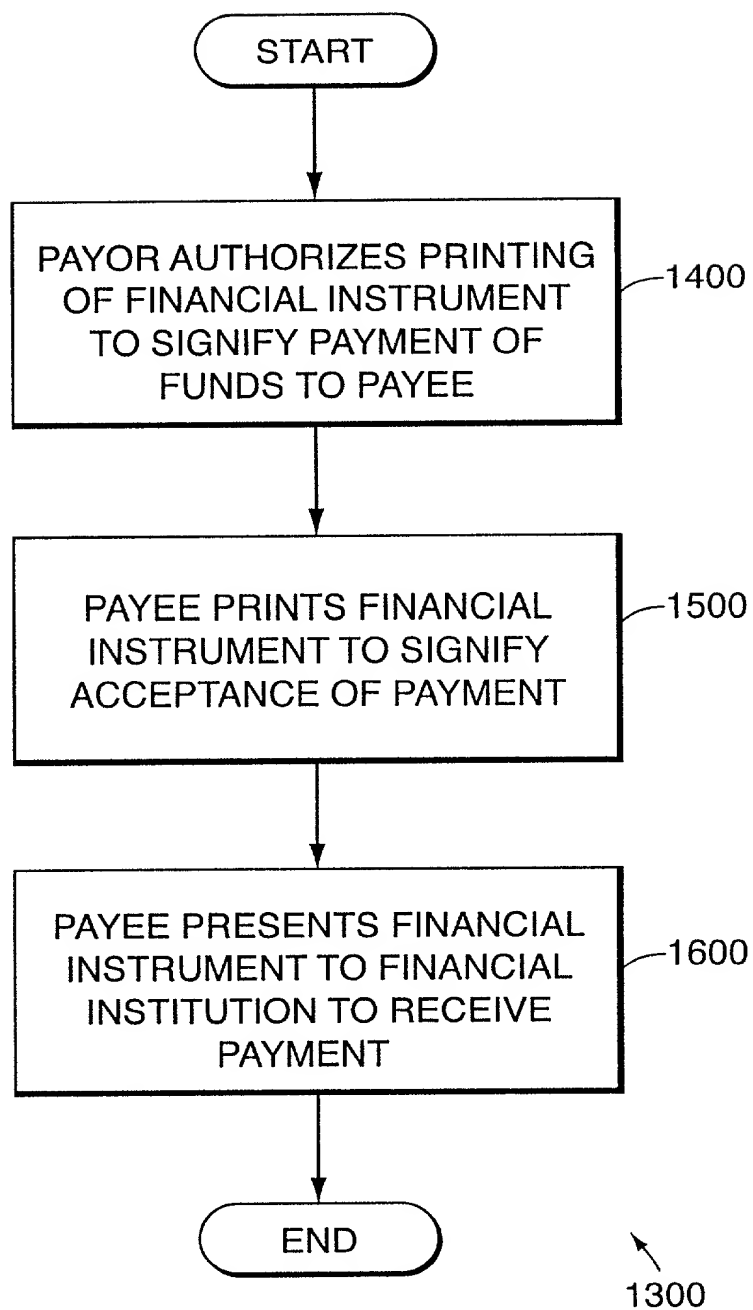 START
PAYOR AUTHORIZES PRINTING
OF FINANCIAL INSTRUMENT
TO SIGNIFY PAYMENT OF
FUNDS TO PAYEE
1400
PAYEE PRINTS FINANCIAL
INSTRUMENT TO SIGNIFY
ACCEPTANCE OF PAYMENT
1500
PAYEE PRESENTS FINANCIAL
INSTRUMENT TO FINANCIAL
INSTITUTION TO RECEIVE
PAYMENT
1600
END
1300